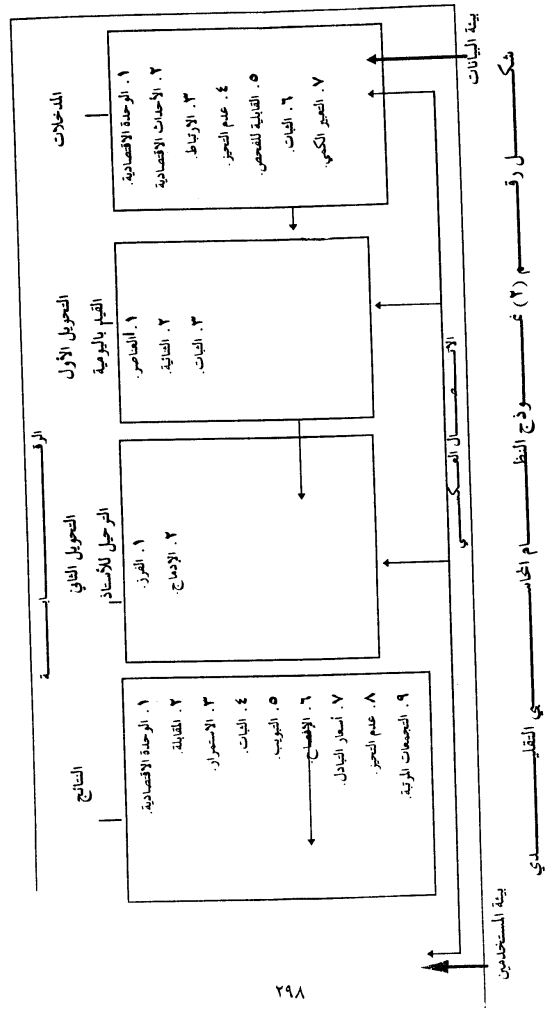 الرقابة
المدخلات
١. الوحدة الاقتصادية.
٢. الأحداث الاقتصادية
٣. الارتباط.
٤. عدم التحيز.
٥. القابلية للفحص.
٦. الثبات.
٧. التعبير الكمي.
التحويل الأول
القيد باليومية
١. العناصر.
٢. الثنائية.
٣. الثبات.
التحويل الثاني
الترحيل للأستاذ
١. الفرز.
٢. الإدماج.
النتائج
١. الوحدة الاقتصادية.
٢. المقابلة.
٣. الاستمرار.
٤. الثبات.
٥. التبويب.
٦. الإفصاح.
٧. أسعار التبادل.
٨. عدم التحيز.
٩. التجمعات المرتبة.
الاتصال العكسي
بيئة البيانات
بيئة المستخدمين
شكل رقم (٢) نموذج النظام المحاسبي التقليدي
٢٩٨